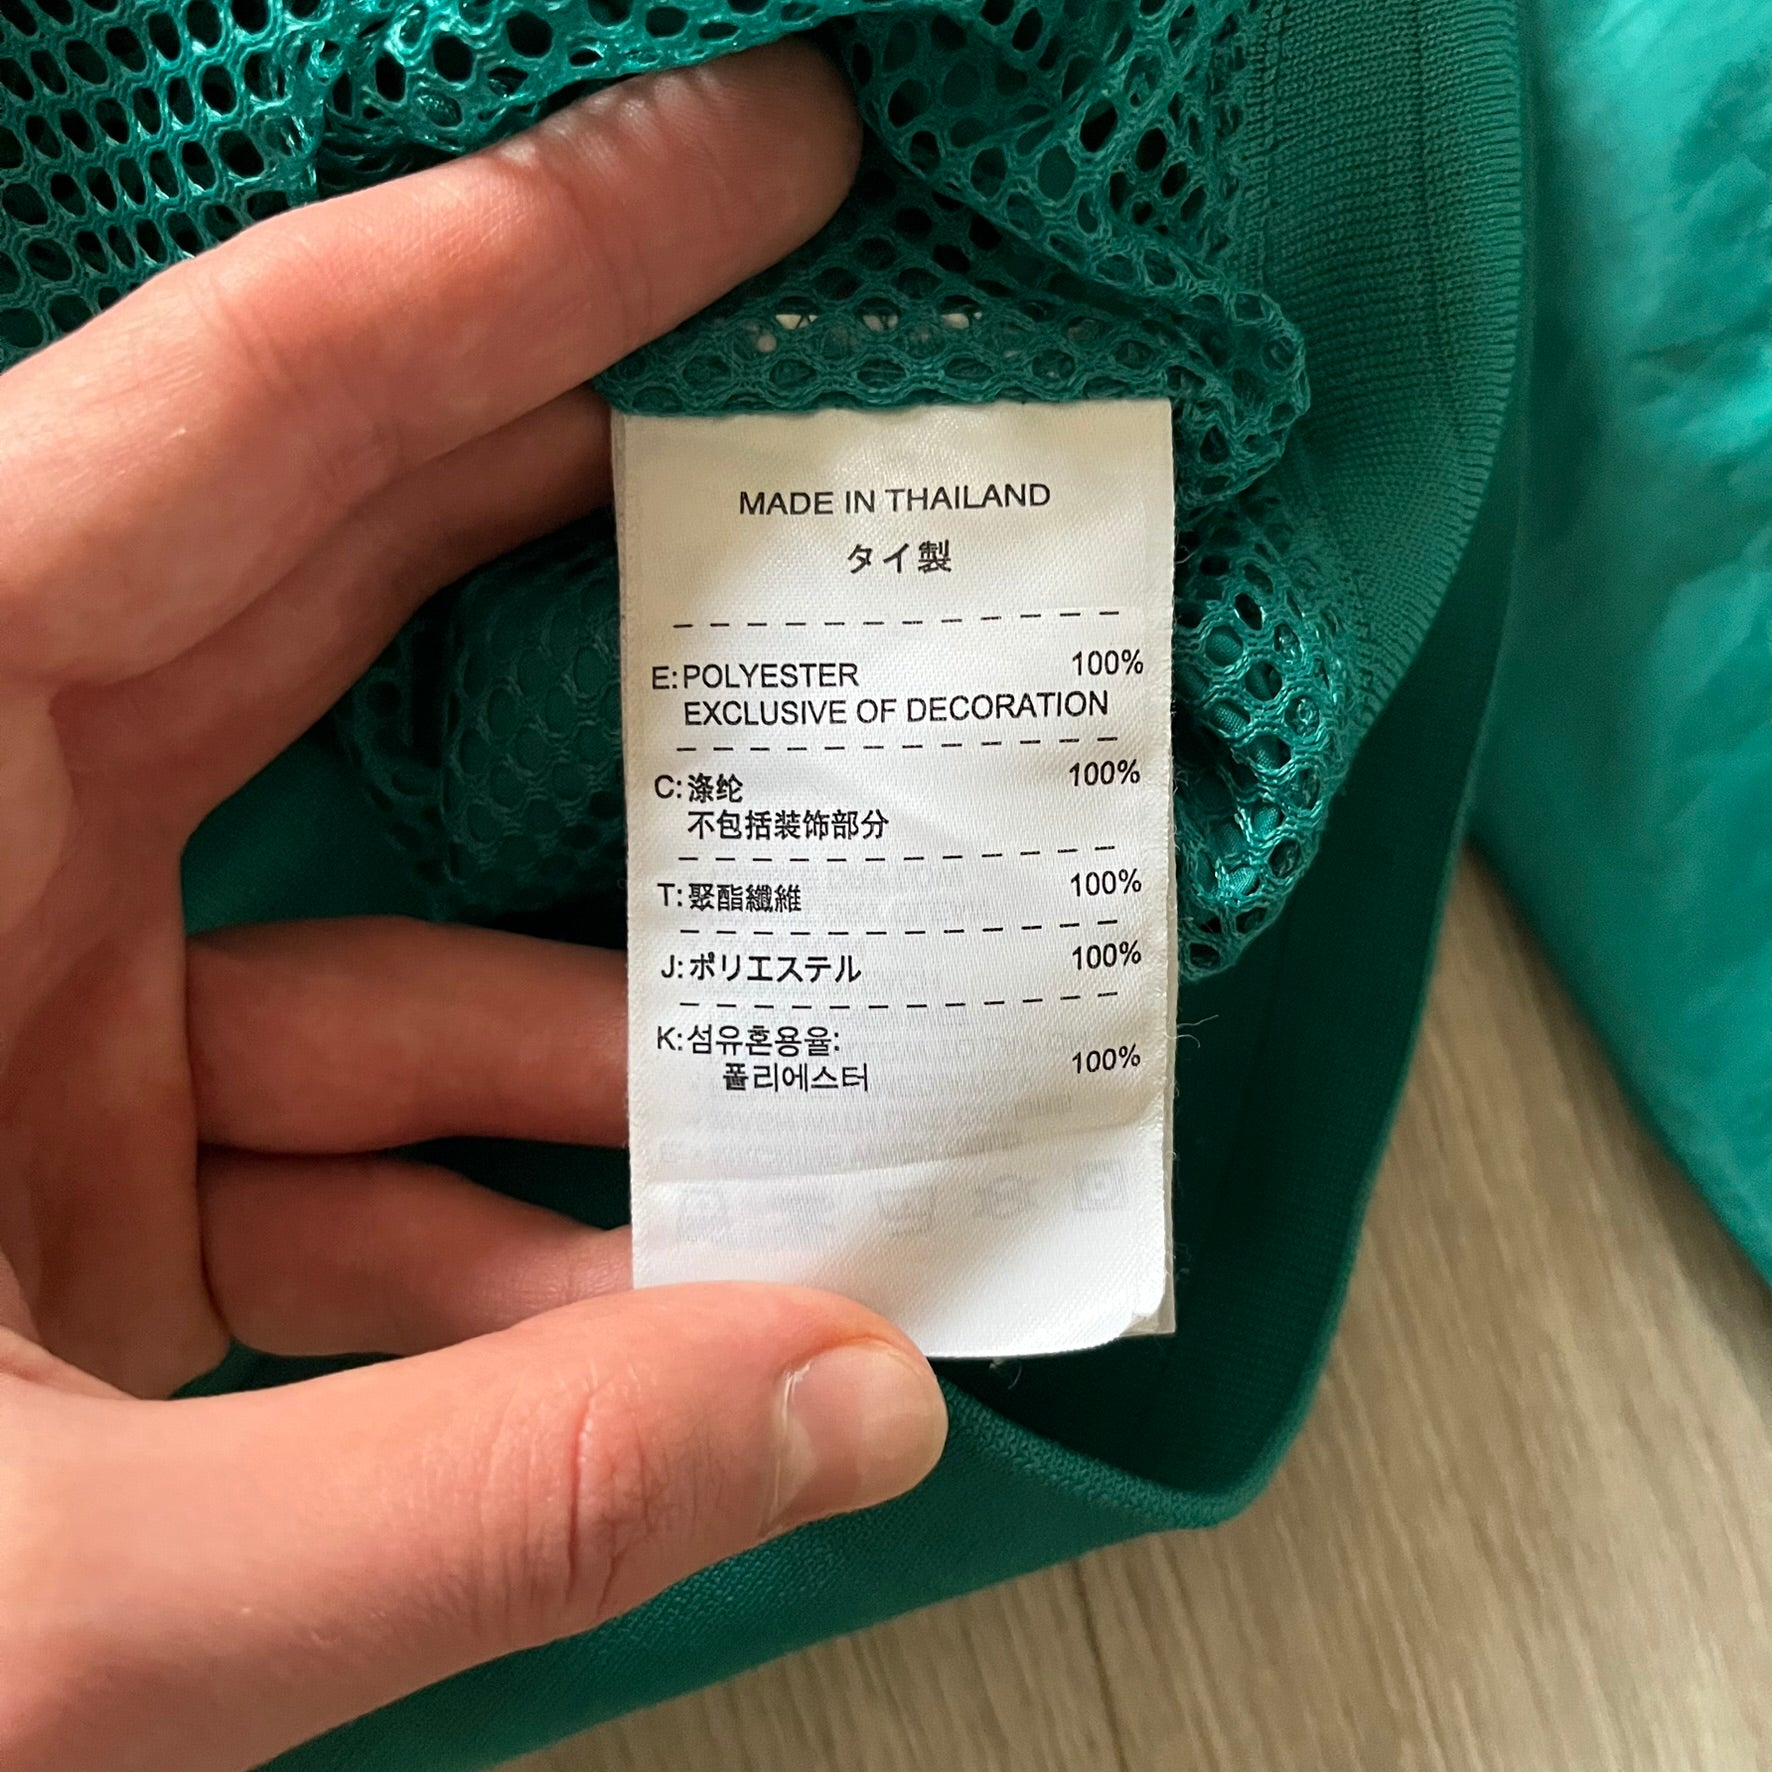 MADE IN THAILAND
タイ製
E: POLYESTER 100%
EXCLUSIVE OF DECORATION
C: 涤纶 100%
不包括装饰部分
T: 聚酯纖維 100%
J: ポリエステル 100%
K: 섬유혼용율:
폴리에스터 100%